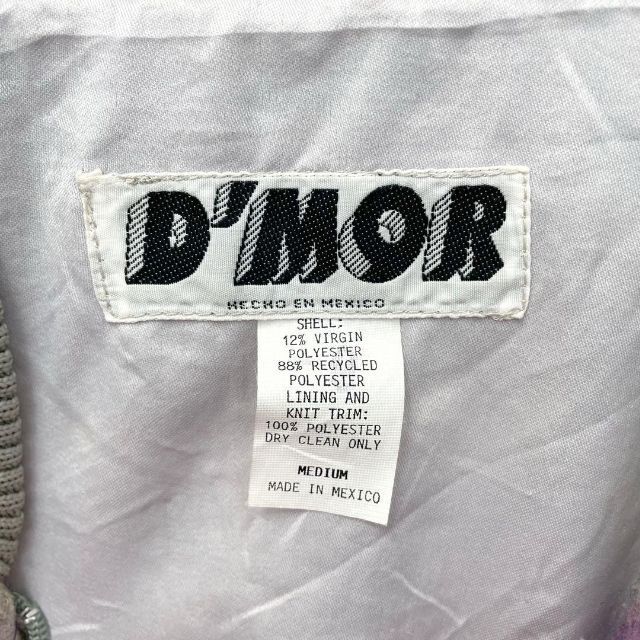 D'MOR
HECHO EN MEXICO
SHELL:
12% VIRGIN
POLYESTER
88% RECYCLED
POLYESTER
LINING AND
KNIT TRIM:
100% POLYESTER
DRY CLEAN ONLY
MEDIUM
MADE IN MEXICO